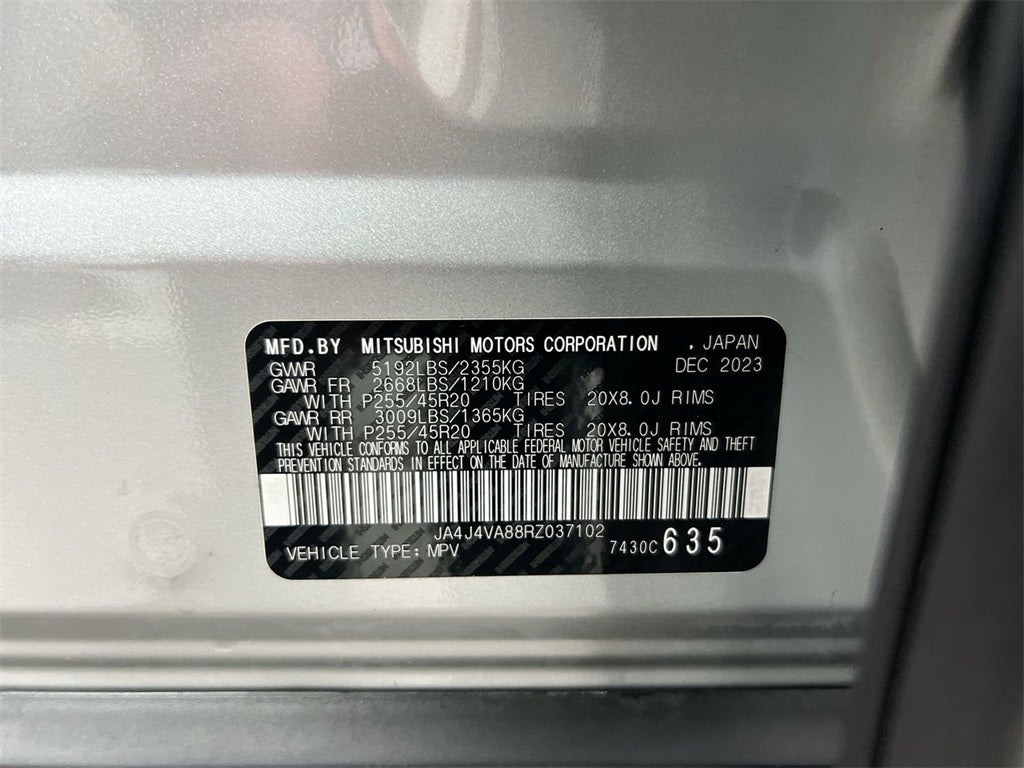 MFD.BY MITSUBISHI MOTORS CORPORATION , JAPAN
GVWR 5192LBS/2355KG DEC 2023
GAWR FR 2668LBS/1210KG
WITH P255/45R20 TIRES 20X8.0J RIMS
GAWR RR 3009LBS/1365KG
WITH P255/45R20 TIRES 20X8.0J RIMS
THIS VEHICLE CONFORMS TO ALL APPLICABLE FEDERAL MOTOR VEHICLE SAFETY AND THEFT
PREVENTION STANDARDS IN EFFECT ON THE DATE OF MANUFACTURE SHOWN ABOVE.
JA4J4VA88RZ037102
VEHICLE TYPE: MPV 7430C 635